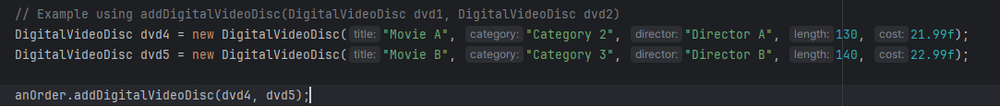 // Example using addDigitalVideoDisc(DigitalVideoDisc dvd1, DigitalVideoDisc dvd2)
DigitalVideoDisc dvd4 = new DigitalVideoDisc( title: "Movie A", category: "Category 2", director: "Director A", length: 130, cost: 21.99f);
DigitalVideoDisc dvd5 = new DigitalVideoDisc( title: "Movie B", category: "Category 3", director: "Director B", length: 140, cost: 22.99f);
anOrder.addDigitalVideoDisc(dvd4, dvd5);